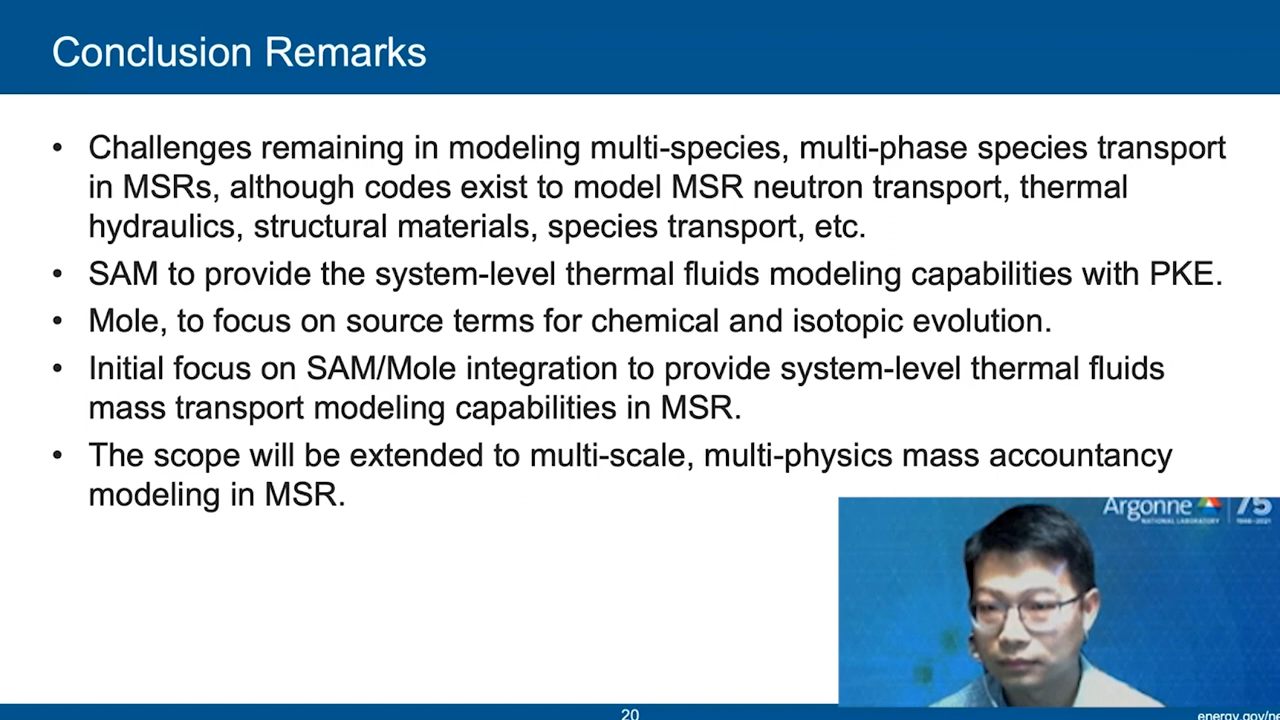 Conclusion Remarks
• Challenges remaining in modeling multi-species, multi-phase species transport
in MSRs, although codes exist to model MSR neutron transport, thermal
hydraulics, structural materials, species transport, etc.
• SAM to provide the system-level thermal fluids modeling capabilities with PKE.
• Mole, to focus on source terms for chemical and isotopic evolution.
• Initial focus on SAM/Mole integration to provide system-level thermal fluids
mass transport modeling capabilities in MSR.
• The scope will be extended to multi-scale, multi-physics mass accountancy
modeling in MSR.
Argonne 75
NATIONAL LABORATORY 1946-2021
20
energy.gov/ne